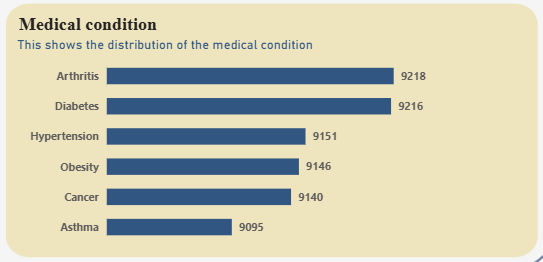 Medical condition
This shows the distribution of the medical condition
Arthritis 9218
Diabetes 9216
Hypertension 9151
Obesity 9146
Cancer 9140
Asthma 9095